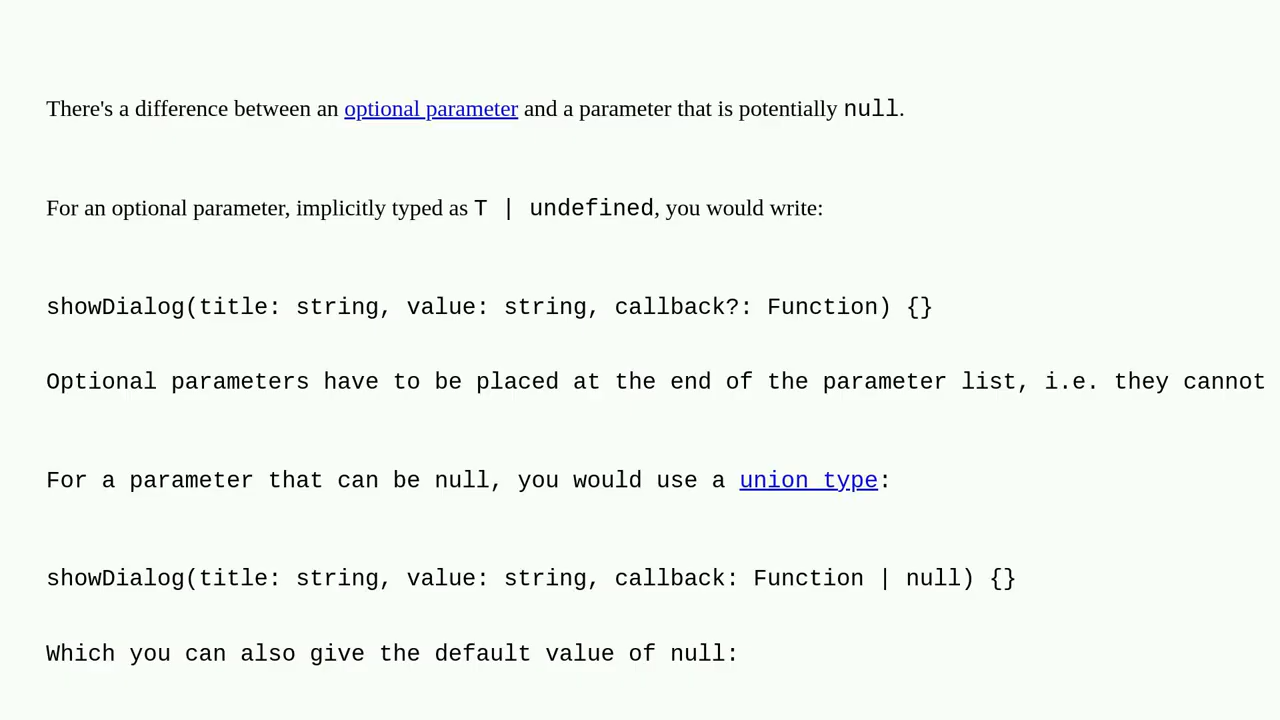 There's a difference between an optional parameter and a parameter that is potentially null.
For an optional parameter, implicitly typed as T | undefined, you would write:
showDialog(title: string, value: string, callback?: Function) {}
Optional parameters have to be placed at the end of the parameter list, i.e. they cannot
For a parameter that can be null, you would use a union type:
showDialog(title: string, value: string, callback: Function | null) {}
Which you can also give the default value of null: